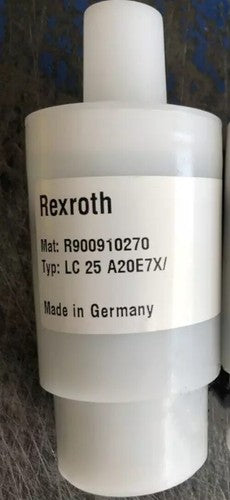 Rexroth
Mat: R900910270
Typ: LC 25 A20E7X/
Made in Germany